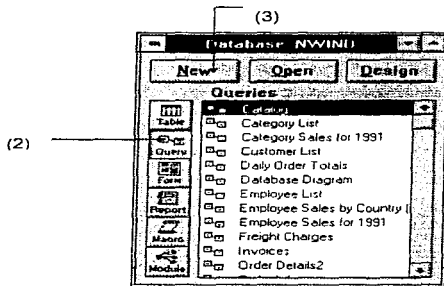 (3)
Database: NWIND
New Open Design
Queries
Table
(2)
Query
Form
Report
Macro
Module
Catalog
Category List
Category Sales for 1991
Customer List
Daily Order Totals
Database Diagram
Employee List
Employee Sales by Country [
Employee Sales for 1991
Freight Charges
Invoices
Order Details2